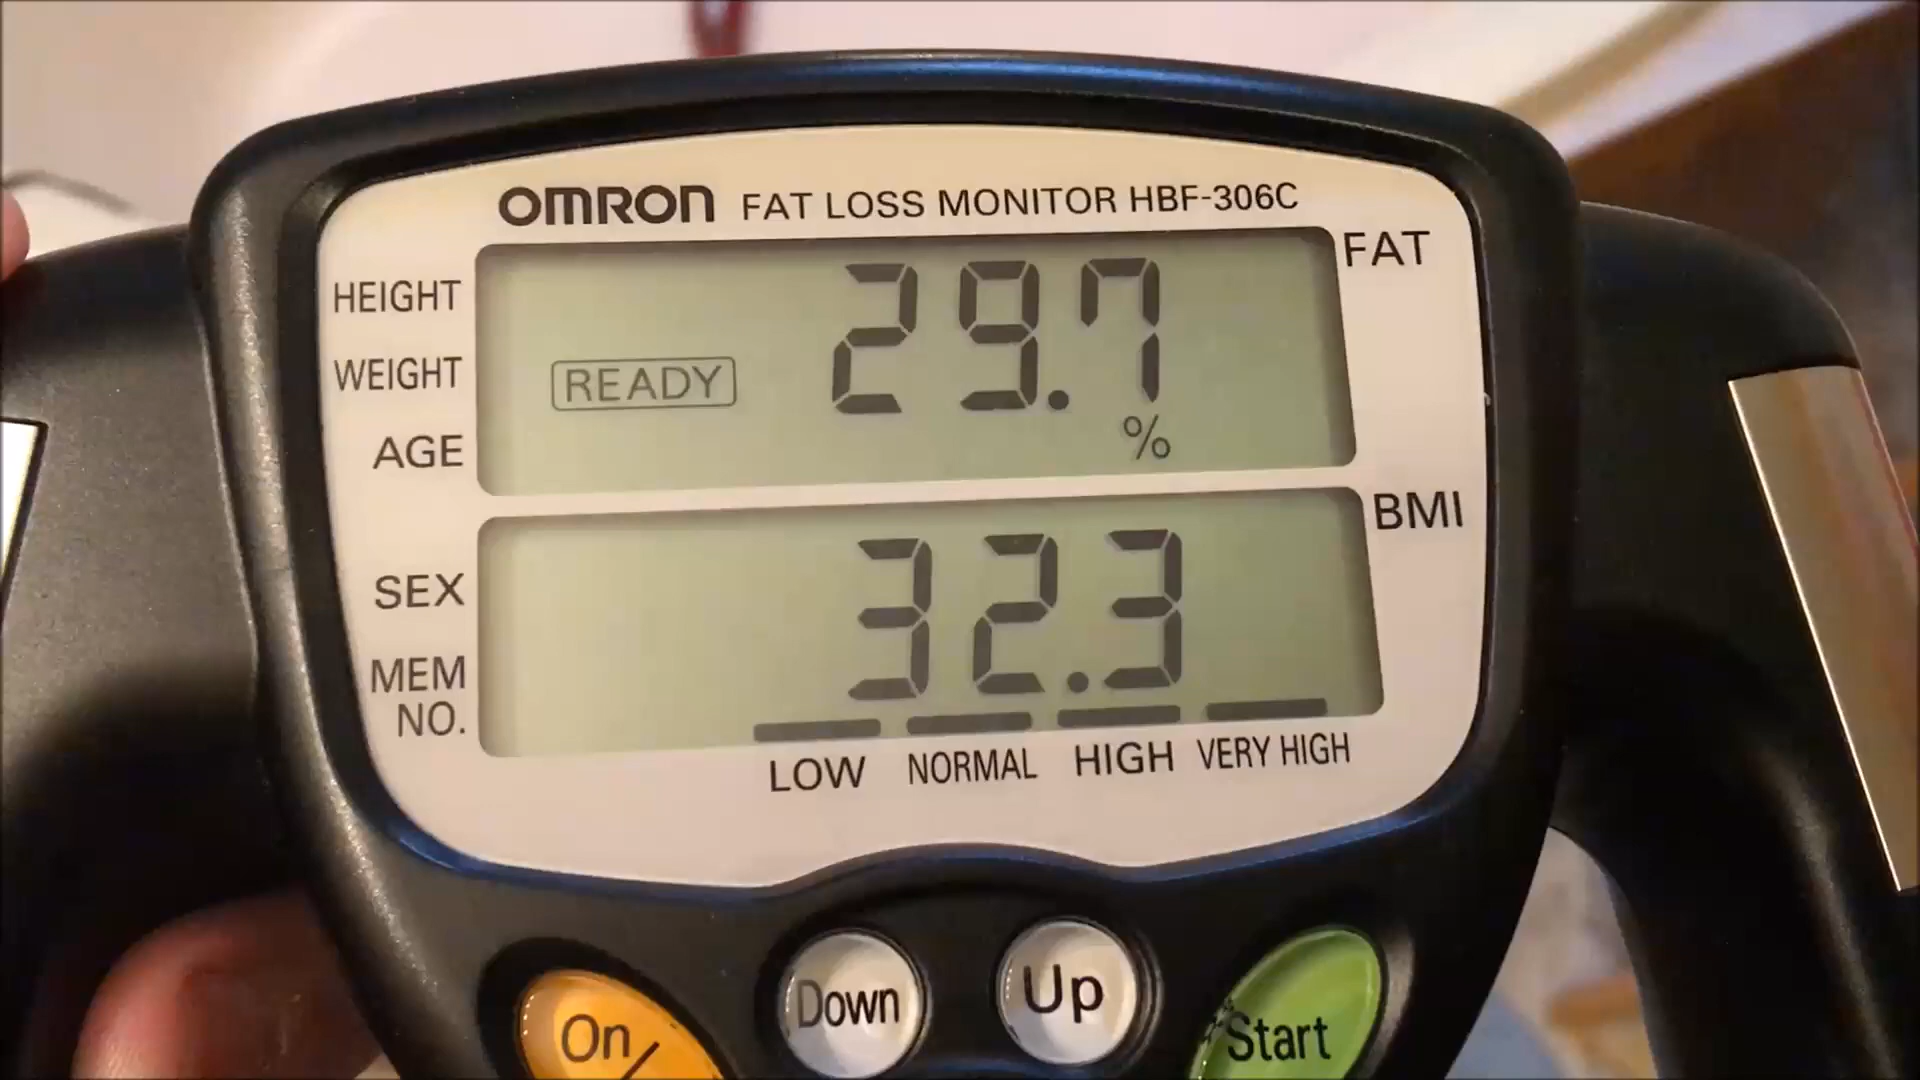 OMRON FAT LOSS MONITOR HBF-306C
FAT
HEIGHT
WEIGHT
AGE
READY
29.7
%
BMI
SEX
MEM
NO.
32.3
LOW NORMAL HIGH VERY HIGH
On/
Down
Up
Start